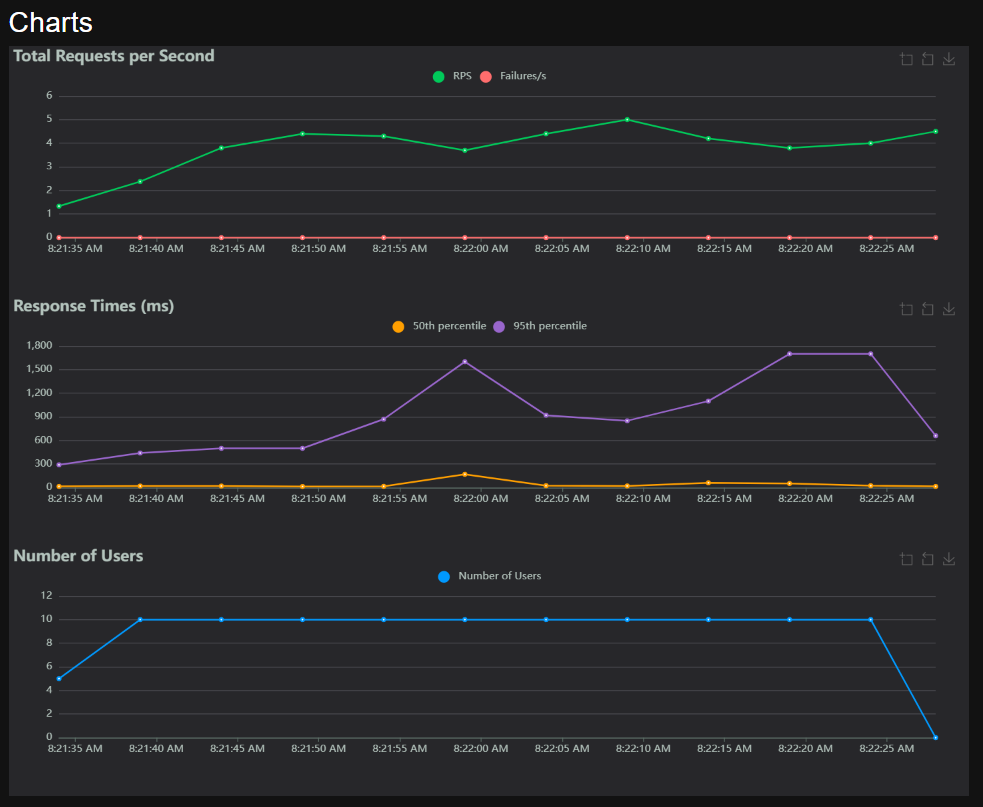 Charts
Total Requests per Second
RPS Failures/s
6
5
4
3
2
1
0
8:21:35 AM 8:21:40 AM 8:21:45 AM 8:21:50 AM 8:21:55 AM 8:22:00 AM 8:22:05 AM 8:22:10 AM 8:22:15 AM 8:22:20 AM 8:22:25 AM
Response Times (ms)
50th percentile 95th percentile
1,800
1,500
1,200
900
600
300
0
8:21:35 AM 8:21:40 AM 8:21:45 AM 8:21:50 AM 8:21:55 AM 8:22:00 AM 8:22:05 AM 8:22:10 AM 8:22:15 AM 8:22:20 AM 8:22:25 AM
Number of Users
Number of Users
12
10
8
6
4
2
0
8:21:35 AM 8:21:40 AM 8:21:45 AM 8:21:50 AM 8:21:55 AM 8:22:00 AM 8:22:05 AM 8:22:10 AM 8:22:15 AM 8:22:20 AM 8:22:25 AM